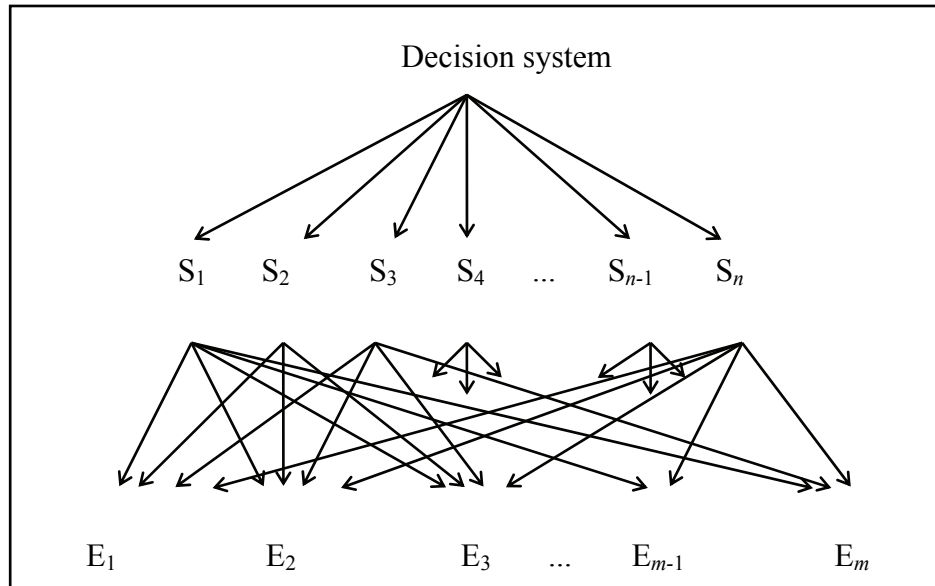 Decision system
S1 S2 S3 S4 ... Sn-1 Sn
E1 E2 E3 ... Em-1 Em